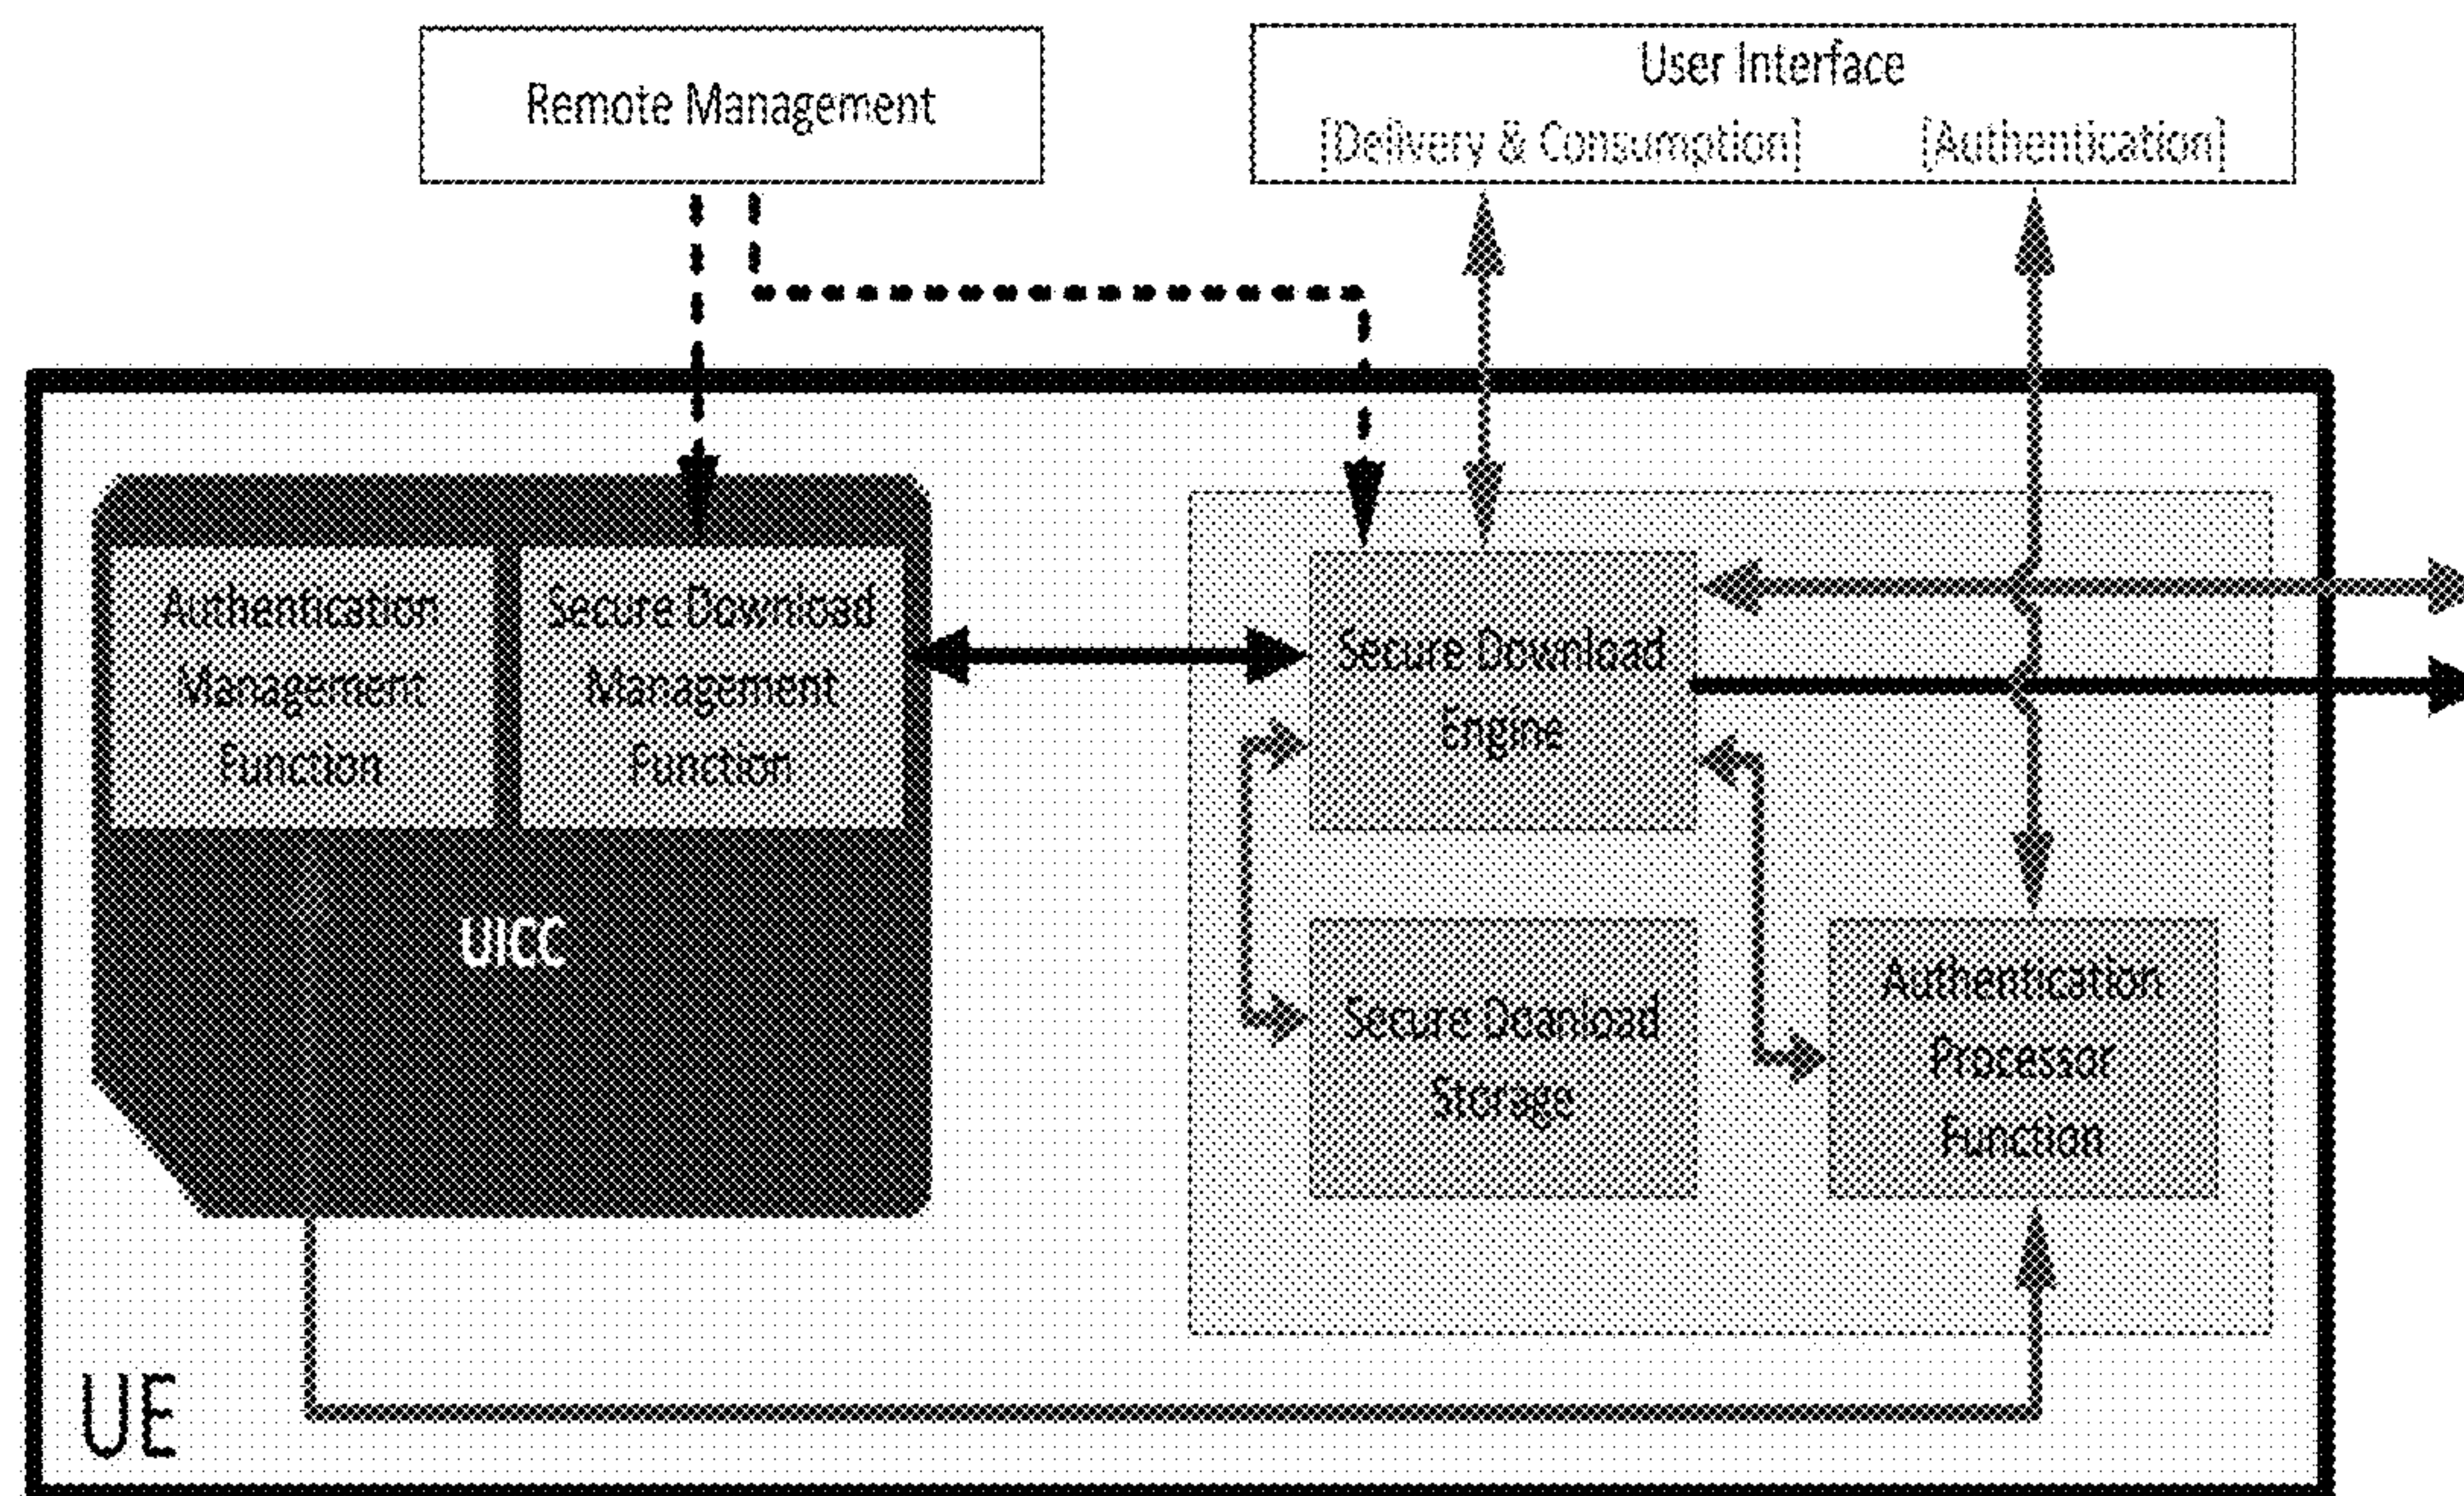 Remote Management
User Interface
[Delivery & Consumption]
[Authentication]
Authentication
Management
Function
Secure Download
Management
Function
UICC
Secure Download
Engine
Secure Deanload
Storage
Authentication
Processor
Function
UE